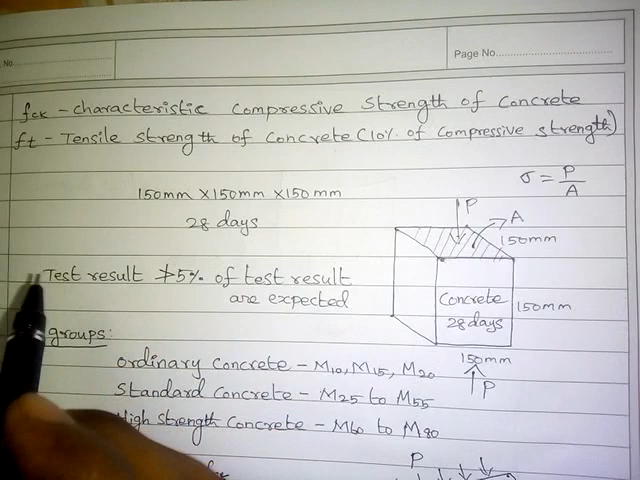 No.
Page No.
fck - characteristic compressive strength of concrete
ft - Tensile strength of concrete (10% of compressive strength)
150mm × 150mm × 150mm
28 days
σ = P/A
P
A
150mm
Test result ≯ 5% of test result
are expected
Concrete
28 days
150mm
150mm
P
groups:
Ordinary Concrete - M10, M15, M20
Standard Concrete - M25 to M55
High Strength Concrete - M60 to M80
P